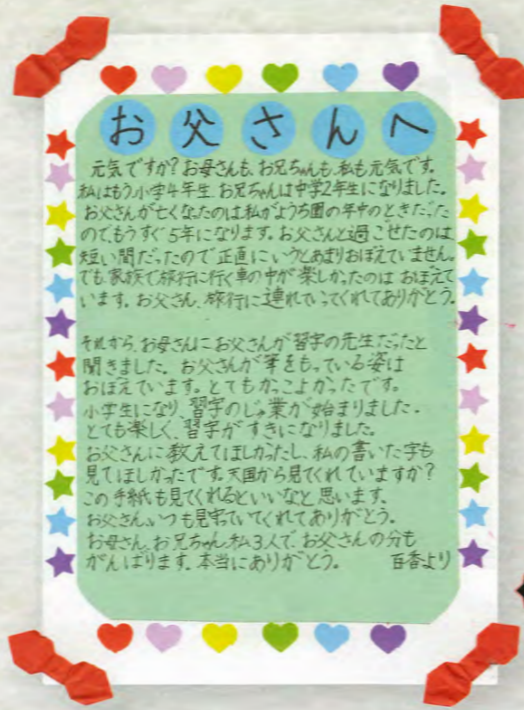 お父さんへ
元気ですか?お母さんも、お兄ちゃんも、私も元気です。
私はもう小学4年生 お兄ちゃんは中学2年生になりました。
お父さんが亡くなったのは私がようち園の年中のときだった
ので、もうすぐ5年になります。お父さんと過ごせたのは
短い間だったので正直にいうとあまりおぼえていません。
でも家族で旅行に行く車の中が楽しかったのは おぼえて
います。お父さん、旅行に連れていってくれてありがとう。
それから、お母さんにお父さんが習字の先生だったと
聞きました。お父さんが筆をもっている姿は
おぼえています。とてもかっこよかったです。
小学生になり、習字のじゅ業が始まりました。
とても楽しく、習字がすきになりました。
お父さんに教えてほしかったし、私の書いた字も
見てほしかったです。天国から見てくれていますか?
この手紙も見てくれるといいなと思います。
お父さん、いつも見守っていてくれてありがとう。
お母さん、お兄ちゃん、私3人で、お父さんの分も
がんばります。本当にありがとう。 百香より